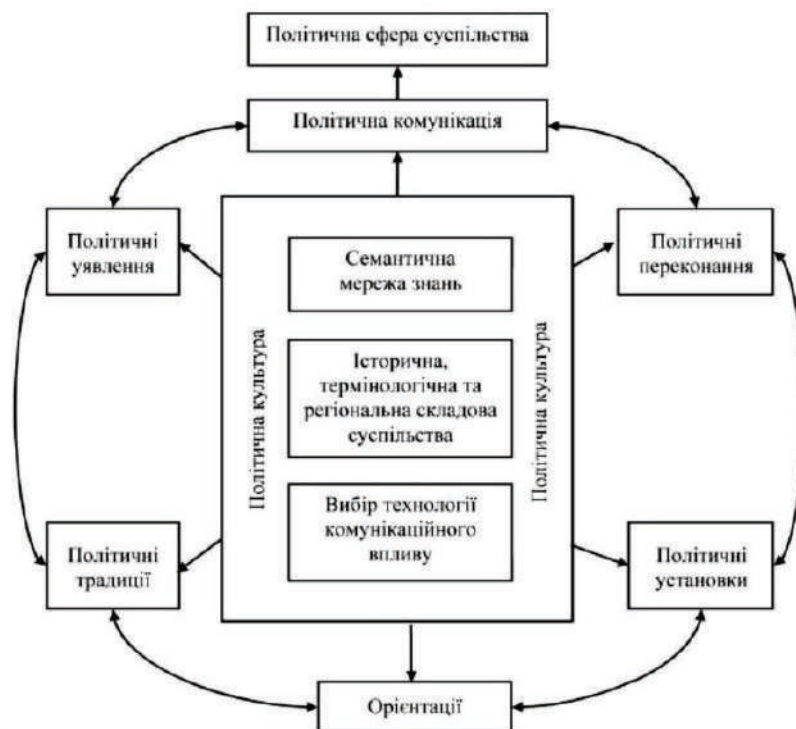 Політична сфера суспільства
Політична комунікація
Політичні
уявлення
Політичні
переконання
Семантична
мережа знань
Політична культура
Політична культура
Історична,
термінологічна та
регіональна складова
суспільства
Вибір технології
комунікаційного
впливу
Політичні
традиції
Політичні
установки
Орієнтації